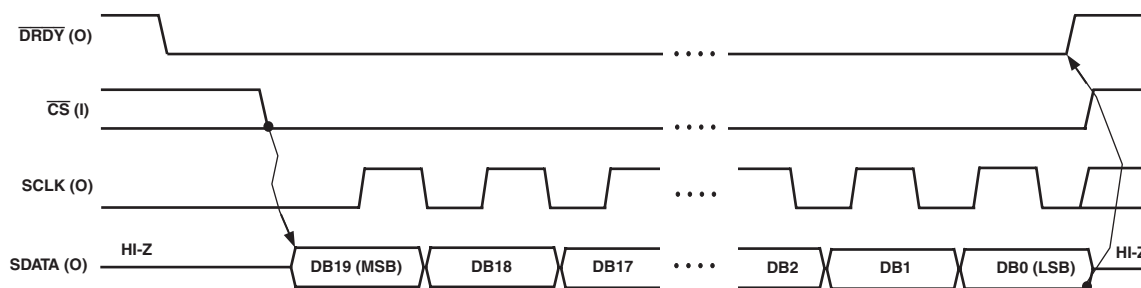 DRDY (O)
CS (I)
SCLK (O)
HI-Z
SDATA (O)
DB19 (MSB)
DB18
DB17
DB2
DB1
DB0 (LSB)
HI-Z